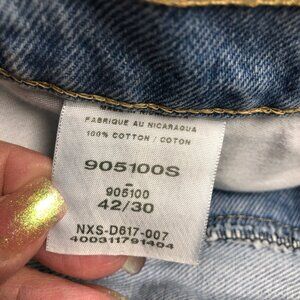 FABRIQUE AU NICARAGUA
100% COTTON / COTON
905100S
-
905100
42/30
NXS-D617-007
400311791404